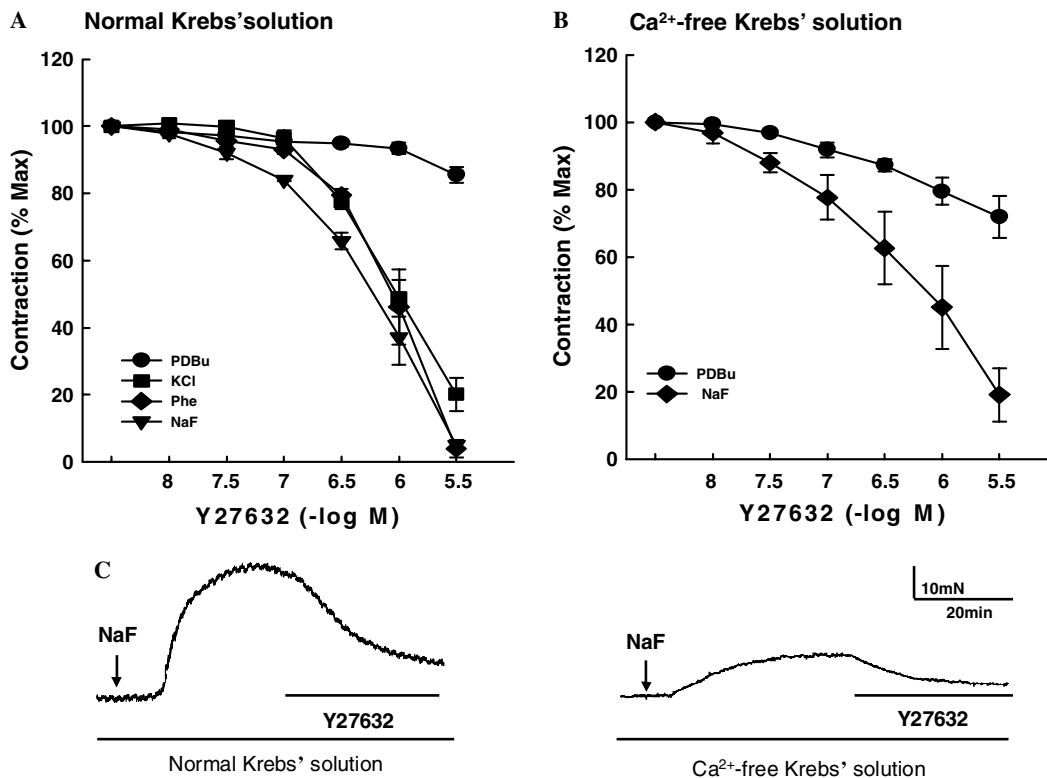 A
Normal Krebs'solution
120
100
80
60
40
20
0
Contraction (% Max)
PDBu
KCl
Phe
NaF
8 7.5 7 6.5 6 5.5
Y27632 (-log M)
B
Ca²⁺-free Krebs' solution
120
100
80
60
40
20
0
Contraction (% Max)
PDBu
NaF
8 7.5 7 6.5 6 5.5
Y27632 (-log M)
C
NaF
Y27632
Normal Krebs' solution
10mN
20min
NaF
Y27632
Ca²⁺-free Krebs' solution